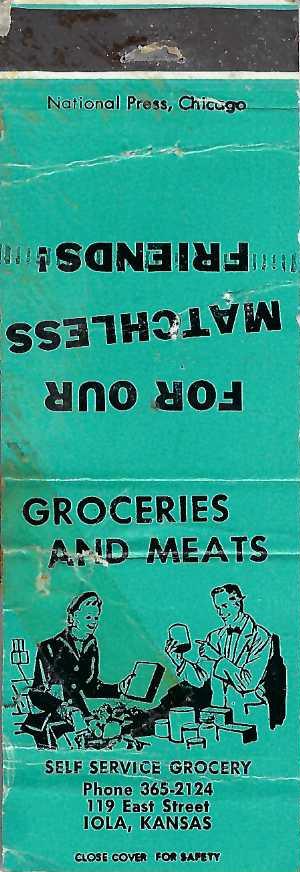 National Press, Chicago
FOR OUR
MATCHLESS
FRIENDS!
GROCERIES
AND MEATS
SELF SERVICE GROCERY
Phone 365-2124
119 East Street
IOLA, KANSAS
CLOSE COVER FOR SAFETY